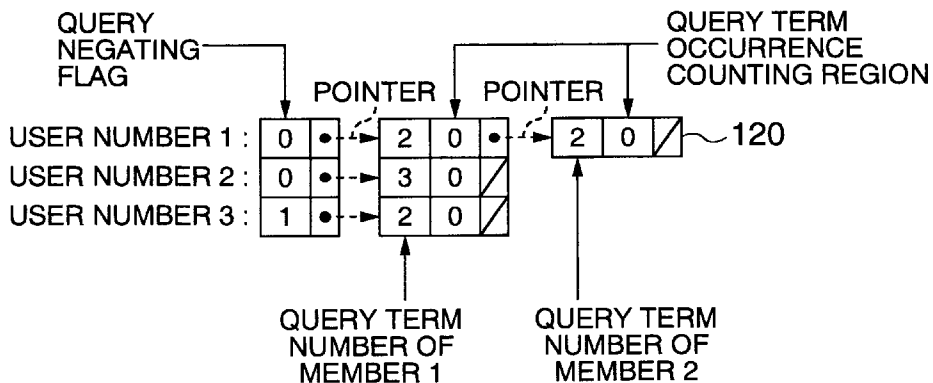 QUERY
NEGATING
FLAG
QUERY TERM
OCCURRENCE
COUNTING REGION
POINTER
POINTER
USER NUMBER 1 : 0 2 0 2 0 120
USER NUMBER 2 : 0 3 0
USER NUMBER 3 : 1 2 0
QUERY TERM
NUMBER OF
MEMBER 1
QUERY TERM
NUMBER OF
MEMBER 2